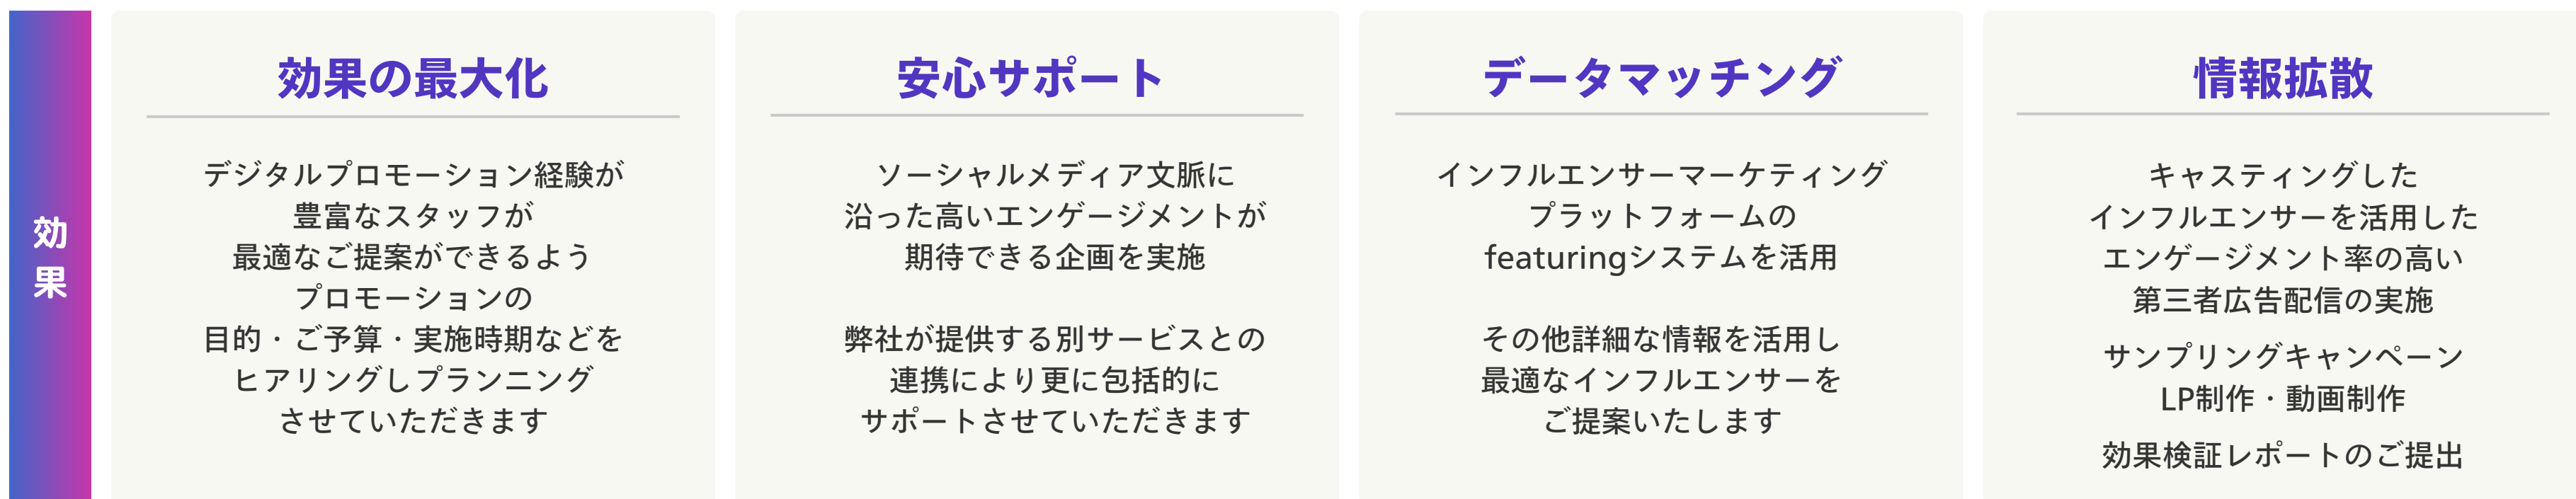 効果
効果の最大化
デジタルプロモーション経験が
豊富なスタッフが
最適なご提案ができるよう
プロモーションの
目的・ご予算・実施時期などを
ヒアリングしプランニング
させていただきます
安心サポート
ソーシャルメディア文脈に
沿った高いエンゲージメントが
期待できる企画を実施
弊社が提供する別サービスとの
連携により更に包括的に
サポートさせていただきます
データマッチング
インフルエンサーマーケティング
プラットフォームの
featuringシステムを活用
その他詳細な情報を活用し
最適なインフルエンサーを
ご提案いたします
情報拡散
キャスティングした
インフルエンサーを活用した
エンゲージメント率の高い
第三者広告配信の実施
サンプリングキャンペーン
LP制作・動画制作
効果検証レポートのご提出